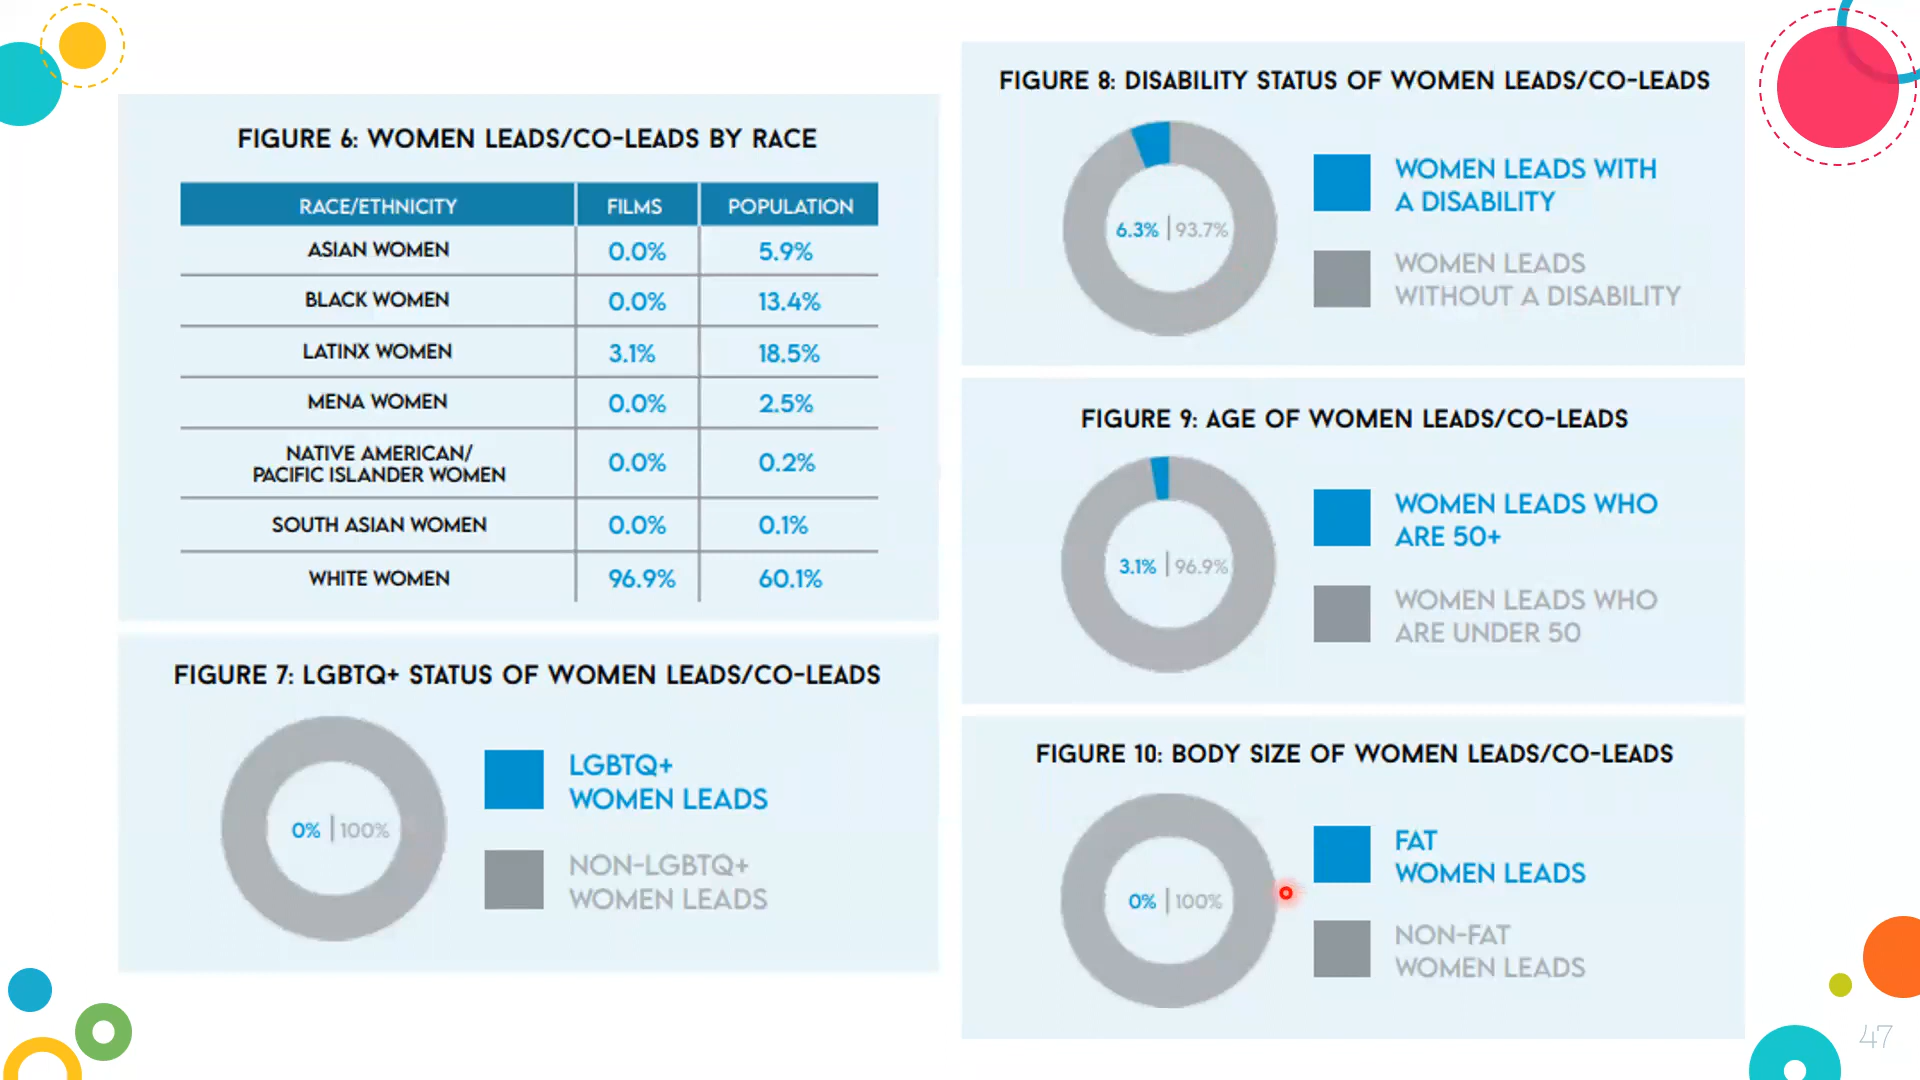 FIGURE 6: WOMEN LEADS/CO-LEADS BY RACE
RACE/ETHNICITY FILMS POPULATION
ASIAN WOMEN 0.0% 5.9%
BLACK WOMEN 0.0% 13.4%
LATINX WOMEN 3.1% 18.5%
MENA WOMEN 0.0% 2.5%
NATIVE AMERICAN/
PACIFIC ISLANDER WOMEN 0.0% 0.2%
SOUTH ASIAN WOMEN 0.0% 0.1%
WHITE WOMEN 96.9% 60.1%
FIGURE 7: LGBTQ+ STATUS OF WOMEN LEADS/CO-LEADS
0% | 100%
LGBTQ+
WOMEN LEADS
NON-LGBTQ+
WOMEN LEADS
FIGURE 8: DISABILITY STATUS OF WOMEN LEADS/CO-LEADS
6.3% | 93.7%
WOMEN LEADS WITH
A DISABILITY
WOMEN LEADS
WITHOUT A DISABILITY
FIGURE 9: AGE OF WOMEN LEADS/CO-LEADS
3.1% | 96.9%
WOMEN LEADS WHO
ARE 50+
WOMEN LEADS WHO
ARE UNDER 50
FIGURE 10: BODY SIZE OF WOMEN LEADS/CO-LEADS
0% | 100%
FAT
WOMEN LEADS
NON-FAT
WOMEN LEADS
47